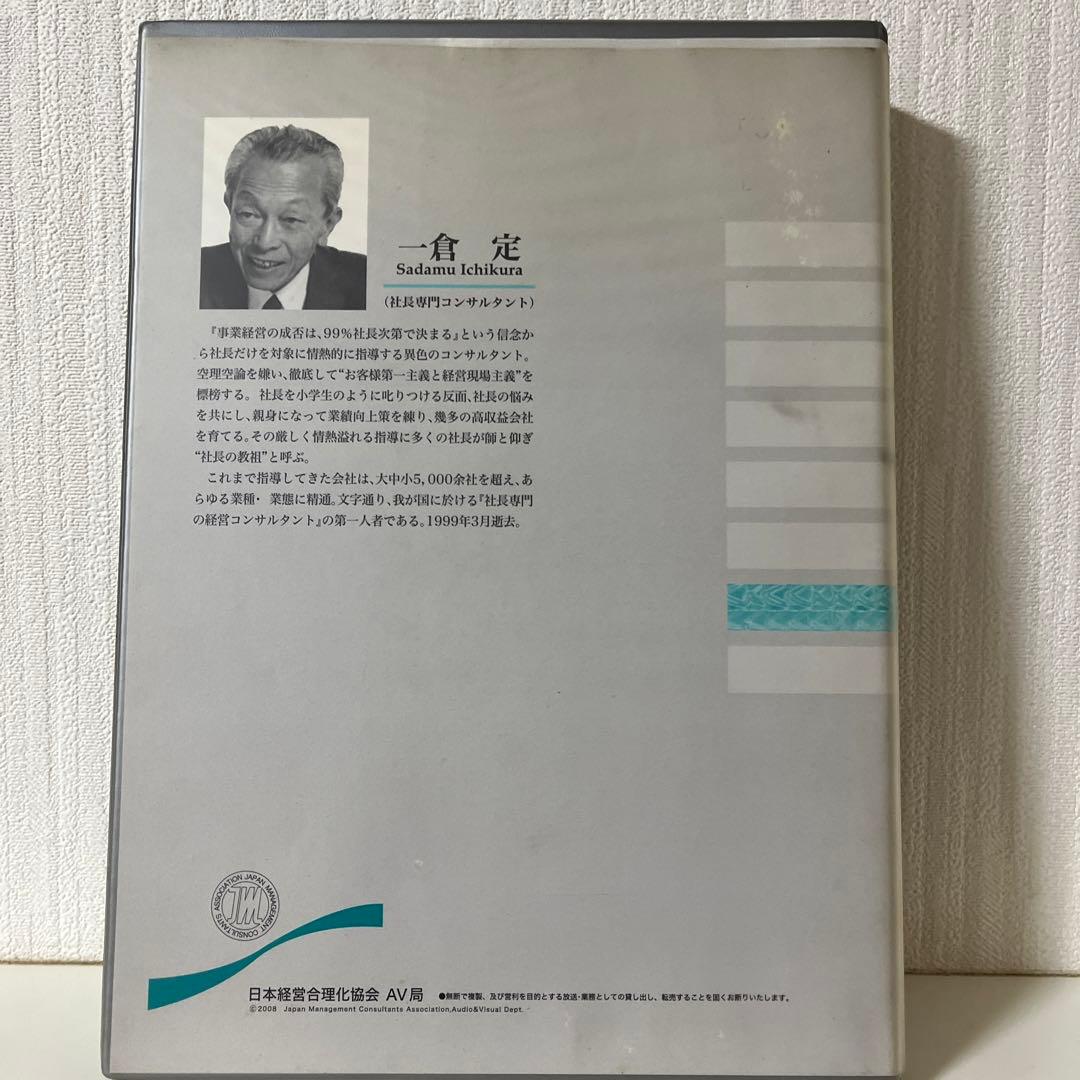 一倉 定
Sadamu Ichikura
(社長専門コンサルタント)
『事業経営の成否は、99%社長次第で決まる』という信念か
ら社長だけを対象に情熱的に指導する異色のコンサルタント。
空理空論を嫌い、徹底して“お客様第一主義と経営現場主義”を
標榜する。 社長を小学生のように叱りつける反面、社長の悩み
を共にし、親身になって業績向上策を練り、幾多の高収益会社
を育てる。その厳しく情熱溢れる指導に多くの社長が師と仰ぎ
“社長の教祖”と呼ぶ。
これまで指導してきた会社は、大中小5,000余社を超え、あ
らゆる業種・ 業態に精通。文字通り、我が国に於ける『社長専門
の経営コンサルタント』の第一人者である。1999年3月逝去。
ASSOCIATION JAPAN MANAGEMENT CONSULTANTS
JM
日本経営合理化協会 AV局 ●無断で複製、及び営利を目的とする放送・業務としての貸し出し、転売することを固くお断りいたします。
©2008 Japan Management Consultants Association,Audio&Visual Dept.